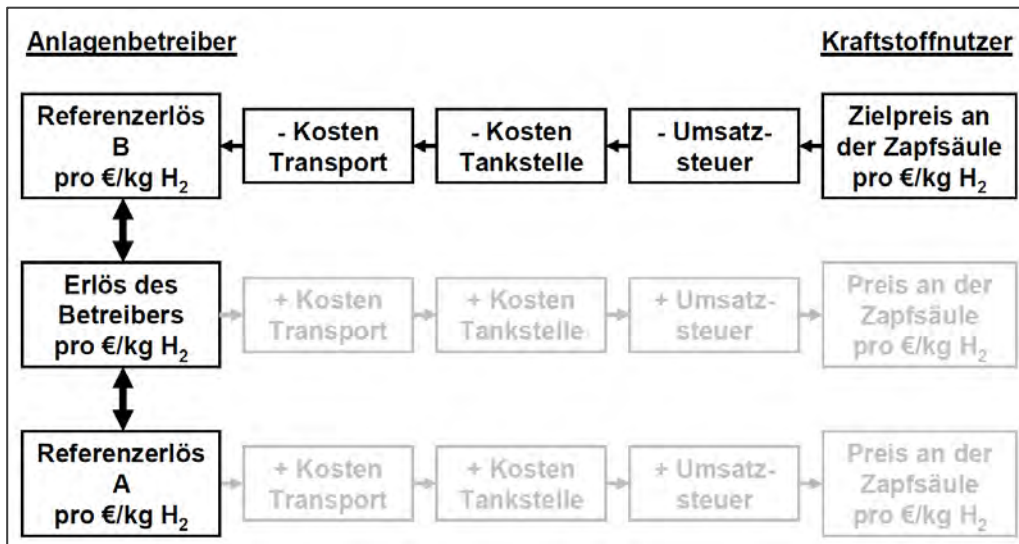 Anlagenbetreiber
Kraftstoffnutzer
Referenzerlös
B
pro €/kg H₂
- Kosten
Transport
- Kosten
Tankstelle
- Umsatz-
steuer
Zielpreis an
der Zapfsäule
pro €/kg H₂
Erlös des
Betreibers
pro €/kg H₂
+ Kosten
Transport
+ Kosten
Tankstelle
+ Umsatz-
steuer
Preis an der
Zapfsäule
pro €/kg H₂
Referenzerlös
A
pro €/kg H₂
+ Kosten
Transport
+ Kosten
Tankstelle
+ Umsatz-
steuer
Preis an der
Zapfsäule
pro €/kg H₂